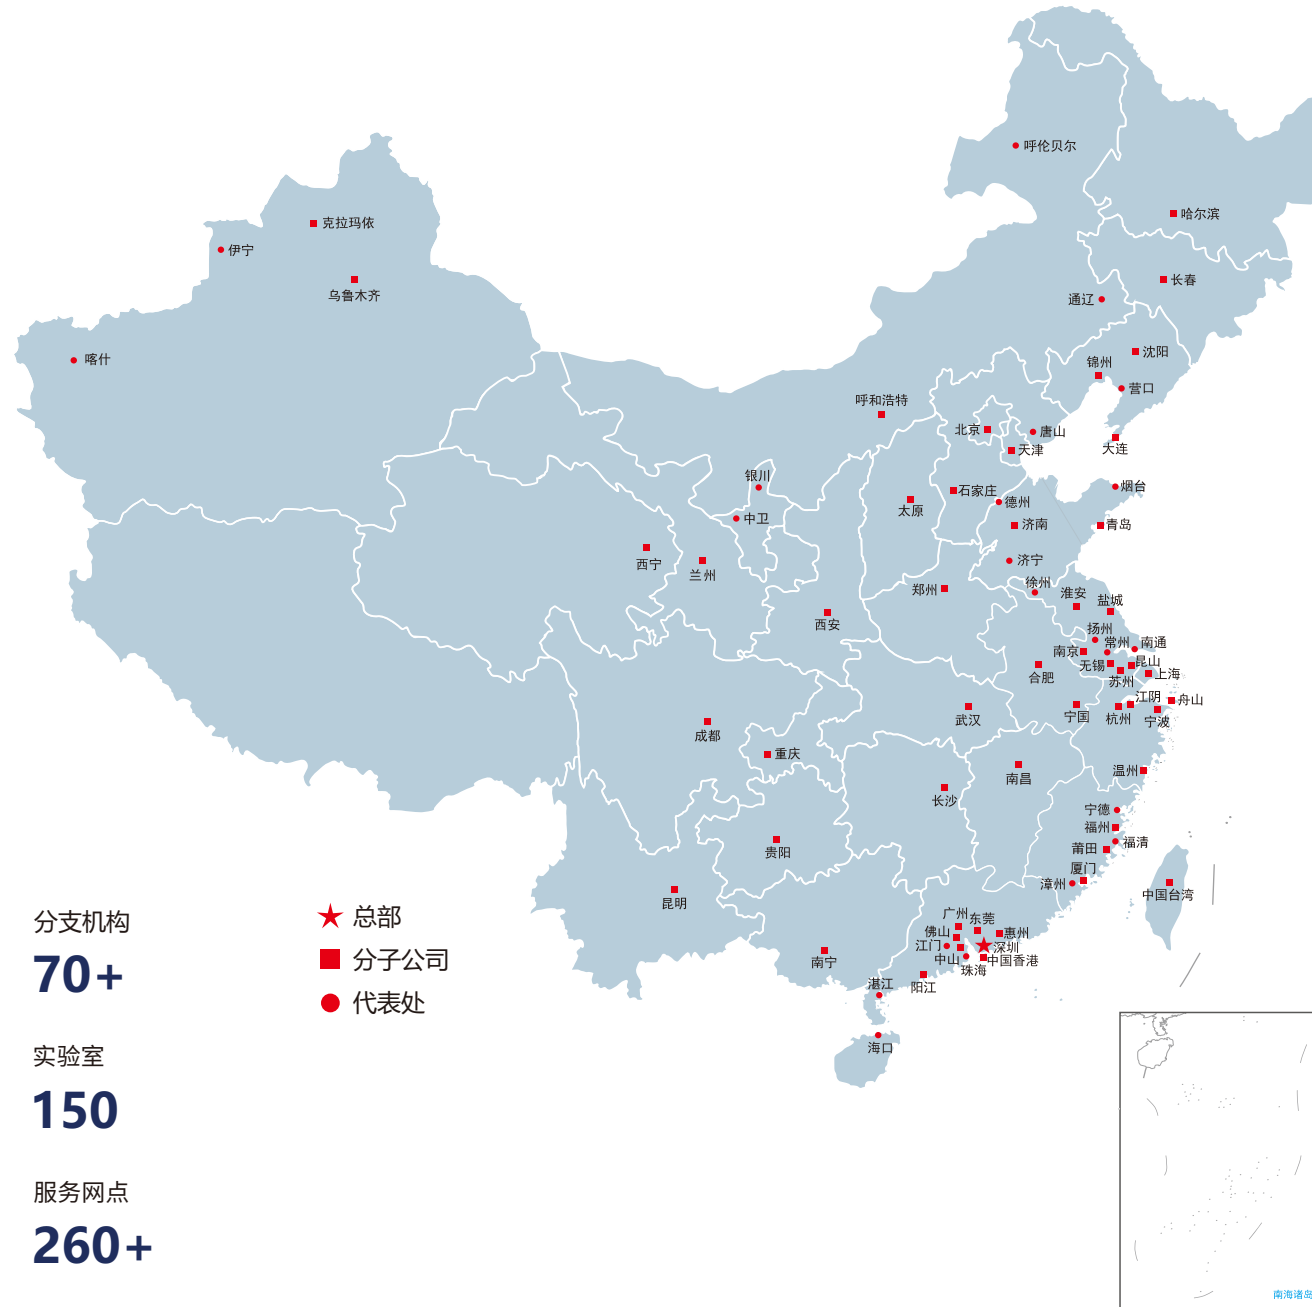 呼伦贝尔
哈尔滨
克拉玛依
伊宁
乌鲁木齐
长春
通辽
喀什
沈阳
锦州
营口
呼和浩特
北京
唐山
天津
大连
银川
石家庄
烟台
中卫
太原
德州
济南
青岛
西宁
兰州
济宁
郑州
徐州
淮安
盐城
西安
扬州
常州
南通
南京
无锡
昆山
合肥
苏州
上海
江阴
舟山
武汉
宁国
杭州
宁波
成都
重庆
温州
南昌
长沙
宁德
福州
福清
莆田
贵阳
厦门
漳州
中国台湾
昆明
广州
东莞
佛山
惠州
江门
深圳
中山
中国香港
珠海
南宁
湛江
阳江
海口
分支机构
70+
实验室
150
服务网点
260+
总部
分子公司
代表处
南海诸岛